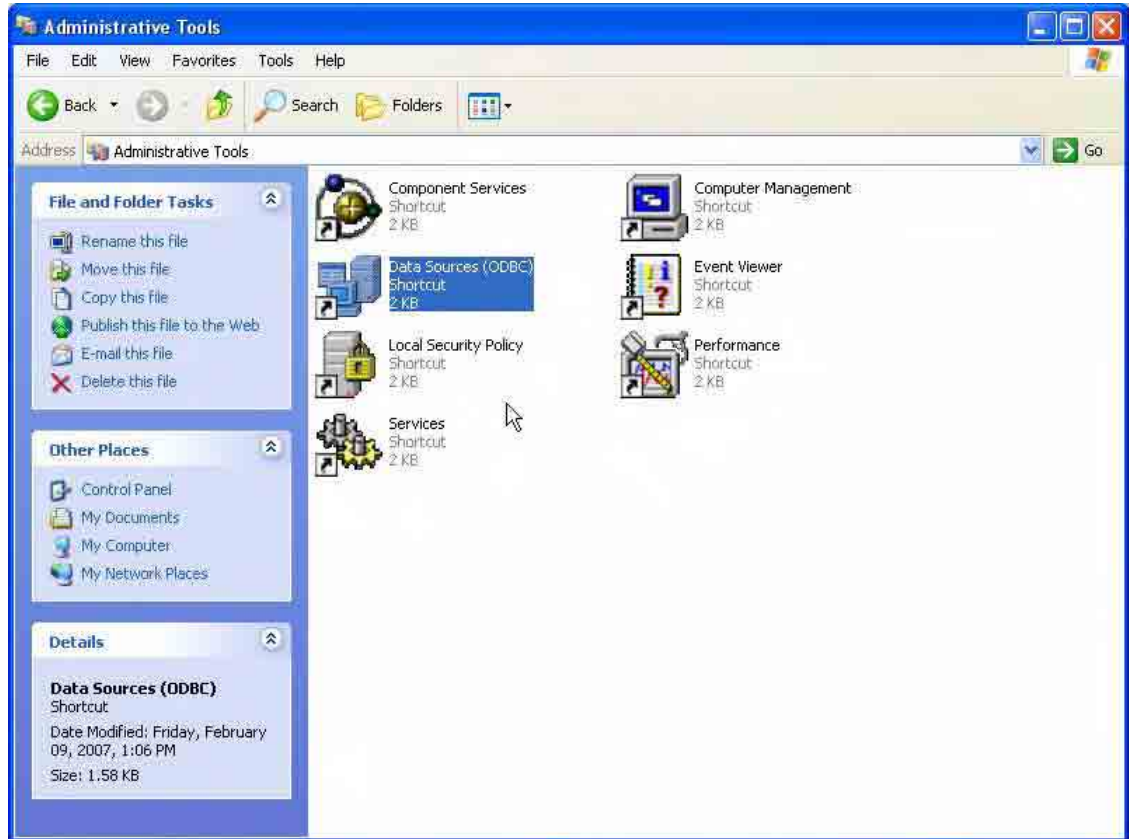 Administrative Tools
File Edit View Favorites Tools Help
Back Search Folders
Address Administrative Tools Go
File and Folder Tasks
Rename this file
Move this file
Copy this file
Publish this file to the Web
E-mail this file
Delete this file
Other Places
Control Panel
My Documents
My Computer
My Network Places
Details
Data Sources (ODBC)
Shortcut
Date Modified: Friday, February
09, 2007, 1:06 PM
Size: 1.58 KB
Component Services
Shortcut
2 KB
Computer Management
Shortcut
2 KB
Data Sources (ODBC)
Shortcut
2 KB
Event Viewer
Shortcut
2 KB
Local Security Policy
Shortcut
2 KB
Performance
Shortcut
2 KB
Services
Shortcut
2 KB